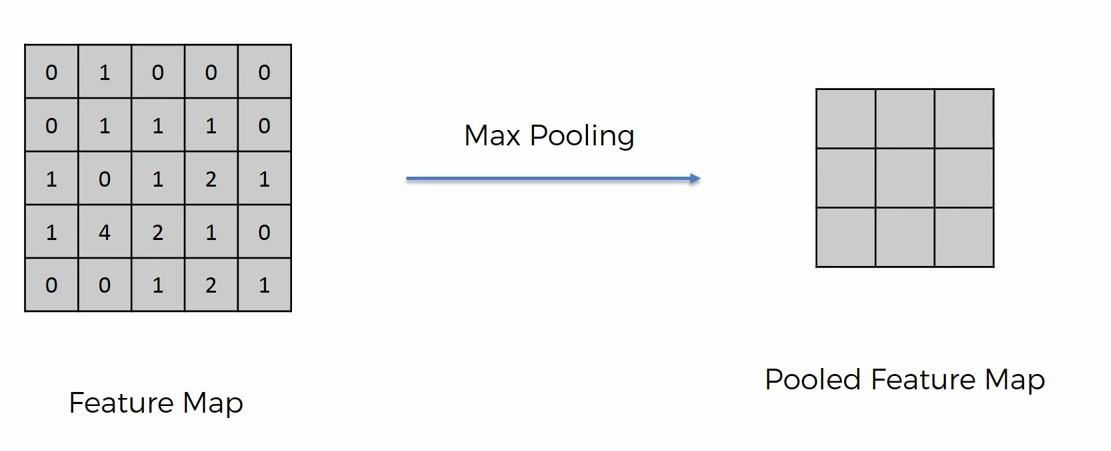 0 1 0 0 0
0 1 1 1 0
Max Pooling
1 0 1 2 1
1 4 2 1 0
0 0 1 2 1
Pooled Feature Map
Feature Map